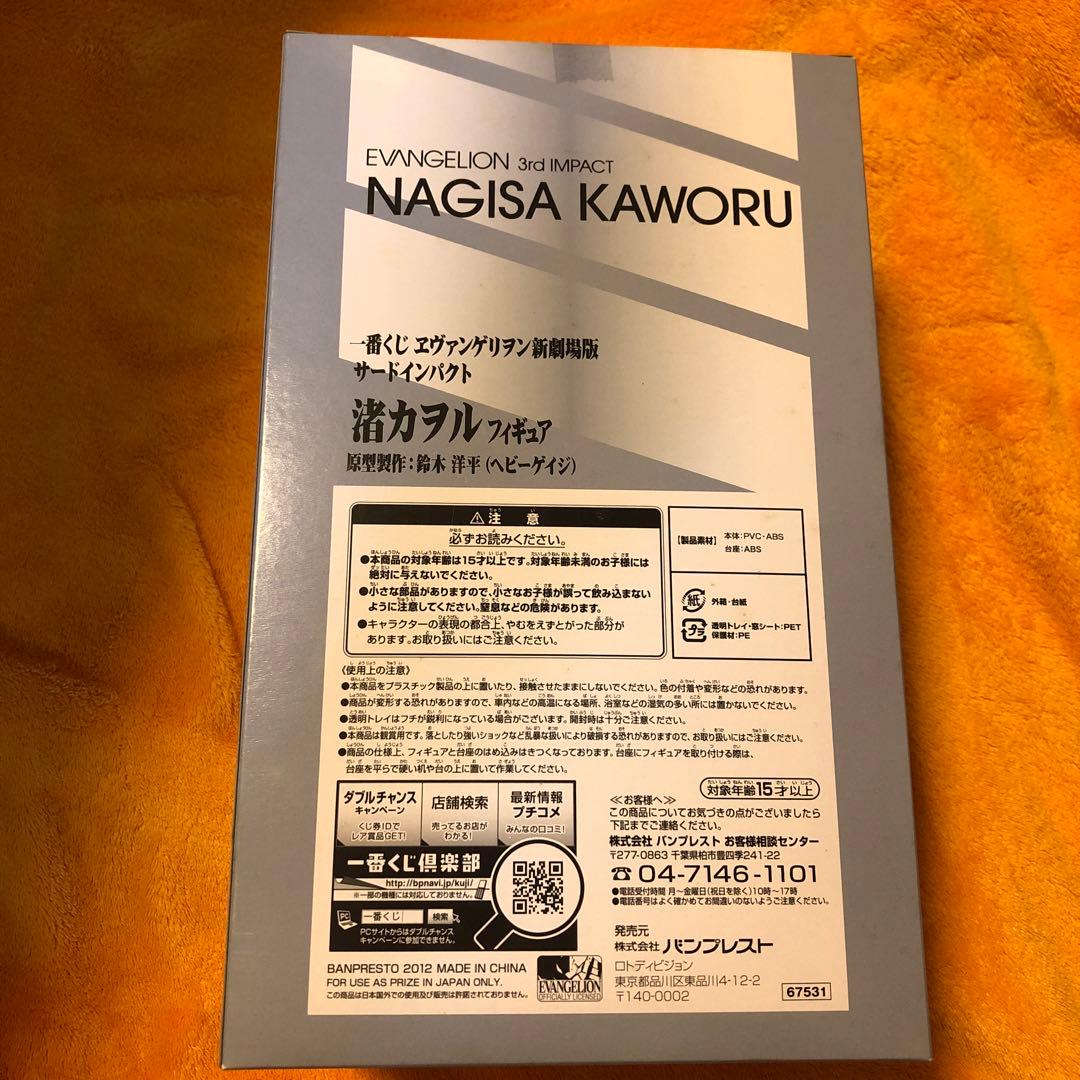 EVANGELION 3rd IMPACT
NAGISA KAWORU
一番くじ ヱヴァンゲリヲン新劇場版
サードインパクト
渚カヲル フィギュア
原型製作：鈴木 洋平（ヘビーゲイジ）
⚠注 意
必ずお読みください。
●本商品の対象年齢は15才以上です。対象年齢未満のお子様には
絶対に与えないでください。
●小さな部品がありますので、小さなお子様が誤って飲み込まない
ように注意してください。窒息などの危険があります。
●キャラクターの表現の都合上、やむをえずとがった部分が
あります。お取り扱いにはご注意ください。
【製品素材】 本体：PVC・ABS
台座：ABS
紙 外箱・台紙
プラ 透明トレイ・窓シート：PET
保護材：PE
《使用上の注意》
●本商品をプラスチック製品の上に置いたり、接触させたままにしないでください。色の付着や変形などの恐れがあります。
●商品が変形する恐れがありますので、車内などの高温になる場所、浴室などの湿気の多い所には置かないでください。
●透明トレイはフチが鋭利になっている場合がございます。開封時は十分ご注意ください。
●本商品は観賞用です。落としたり強いショックなど乱暴な扱いにより破損する恐れがありますので、お取り扱いにはご注意ください。
●商品の仕様上、フィギュアと台座のはめ込みはきつくなっております。台座にフィギュアを取り付ける際は、
台座を平らで硬い机や台の上に置いて作業してください。
対象年齢15才以上
ダブルチャンス
キャンペーン
くじ券IDで
レア賞品GET!
店舗検索
売ってるお店が
わかる!
最新情報
プチコメ
みんなの口コミ!
一番くじ倶楽部
http://bpnavi.jp/kuji/
※一部の機種には対応しておりません。
PC 一番くじ 検索
PCサイトからはダブルチャンス
キャンペーンに参加できません。
≪お客様へ≫
この商品についてお気づきの点がございましたら
下記までご連絡ください。
株式会社 バンプレスト お客様相談センター
〒277-0863 千葉県柏市豊四季241-22
☎ 04-7146-1101
●電話受付時間 月～金曜日（祝日を除く）10時～17時
●電話番号はよく確かめてお間違いのないようご注意ください。
発売元
株式会社 バンプレスト
ロトディビジョン
東京都品川区東品川4-12-2
〒140-0002
BANPRESTO 2012 MADE IN CHINA
FOR USE AS PRIZE IN JAPAN ONLY.
この商品は日本国外での使用及び販売は許諾されておりません。
EVANGELION
OFFICIALLY LICENSED
67531